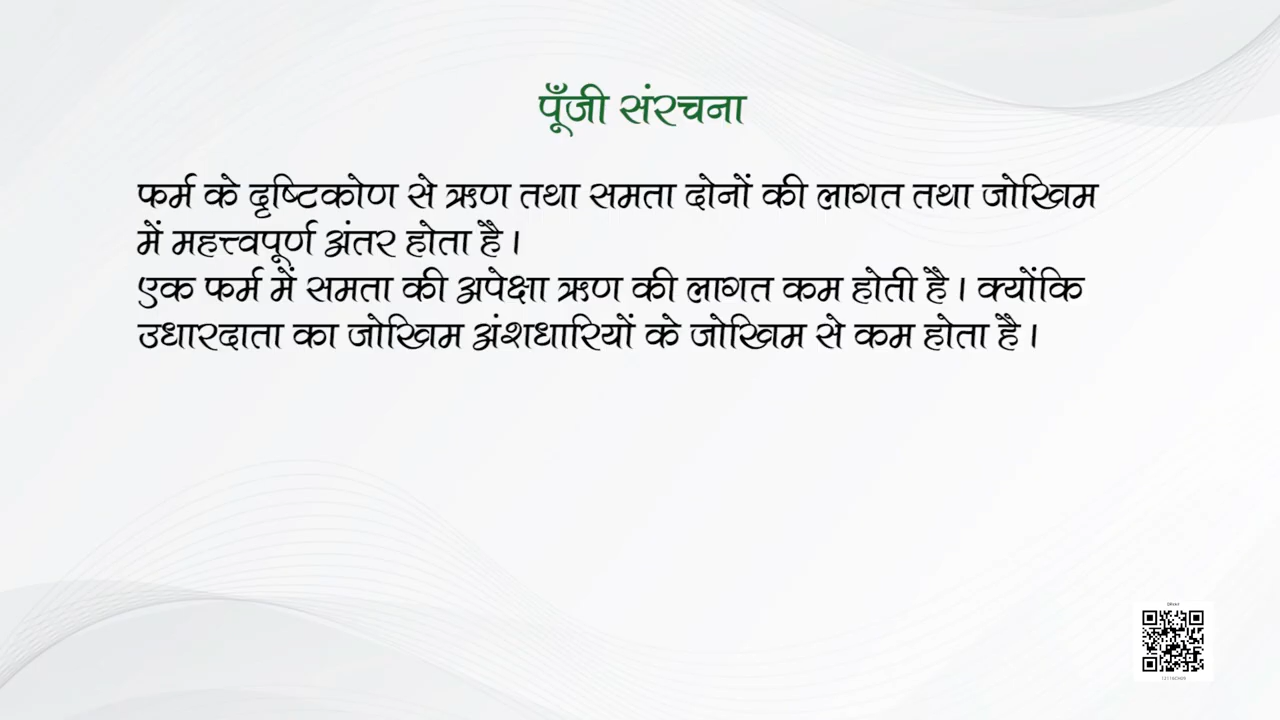 पूँजी संरचना
फर्म के दृष्टिकोण से ऋण तथा समता दोनों की लागत तथा जोखिम
में महत्त्वपूर्ण अंतर होता है।
एक फर्म में समता की अपेक्षा ऋण की लागत कम होती है। क्योंकि
उधारदाता का जोखिम अंशधारियों के जोखिम से कम होता है।